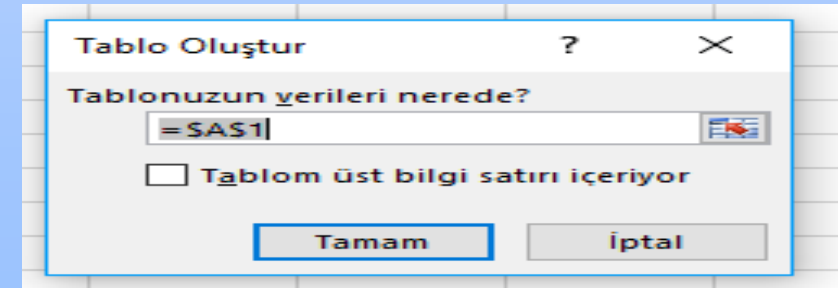 Tablo Oluştur ? ×
Tablonuzun verileri nerede?
=$A$1
Tablom üst bilgi satırı içeriyor
Tamam İptal